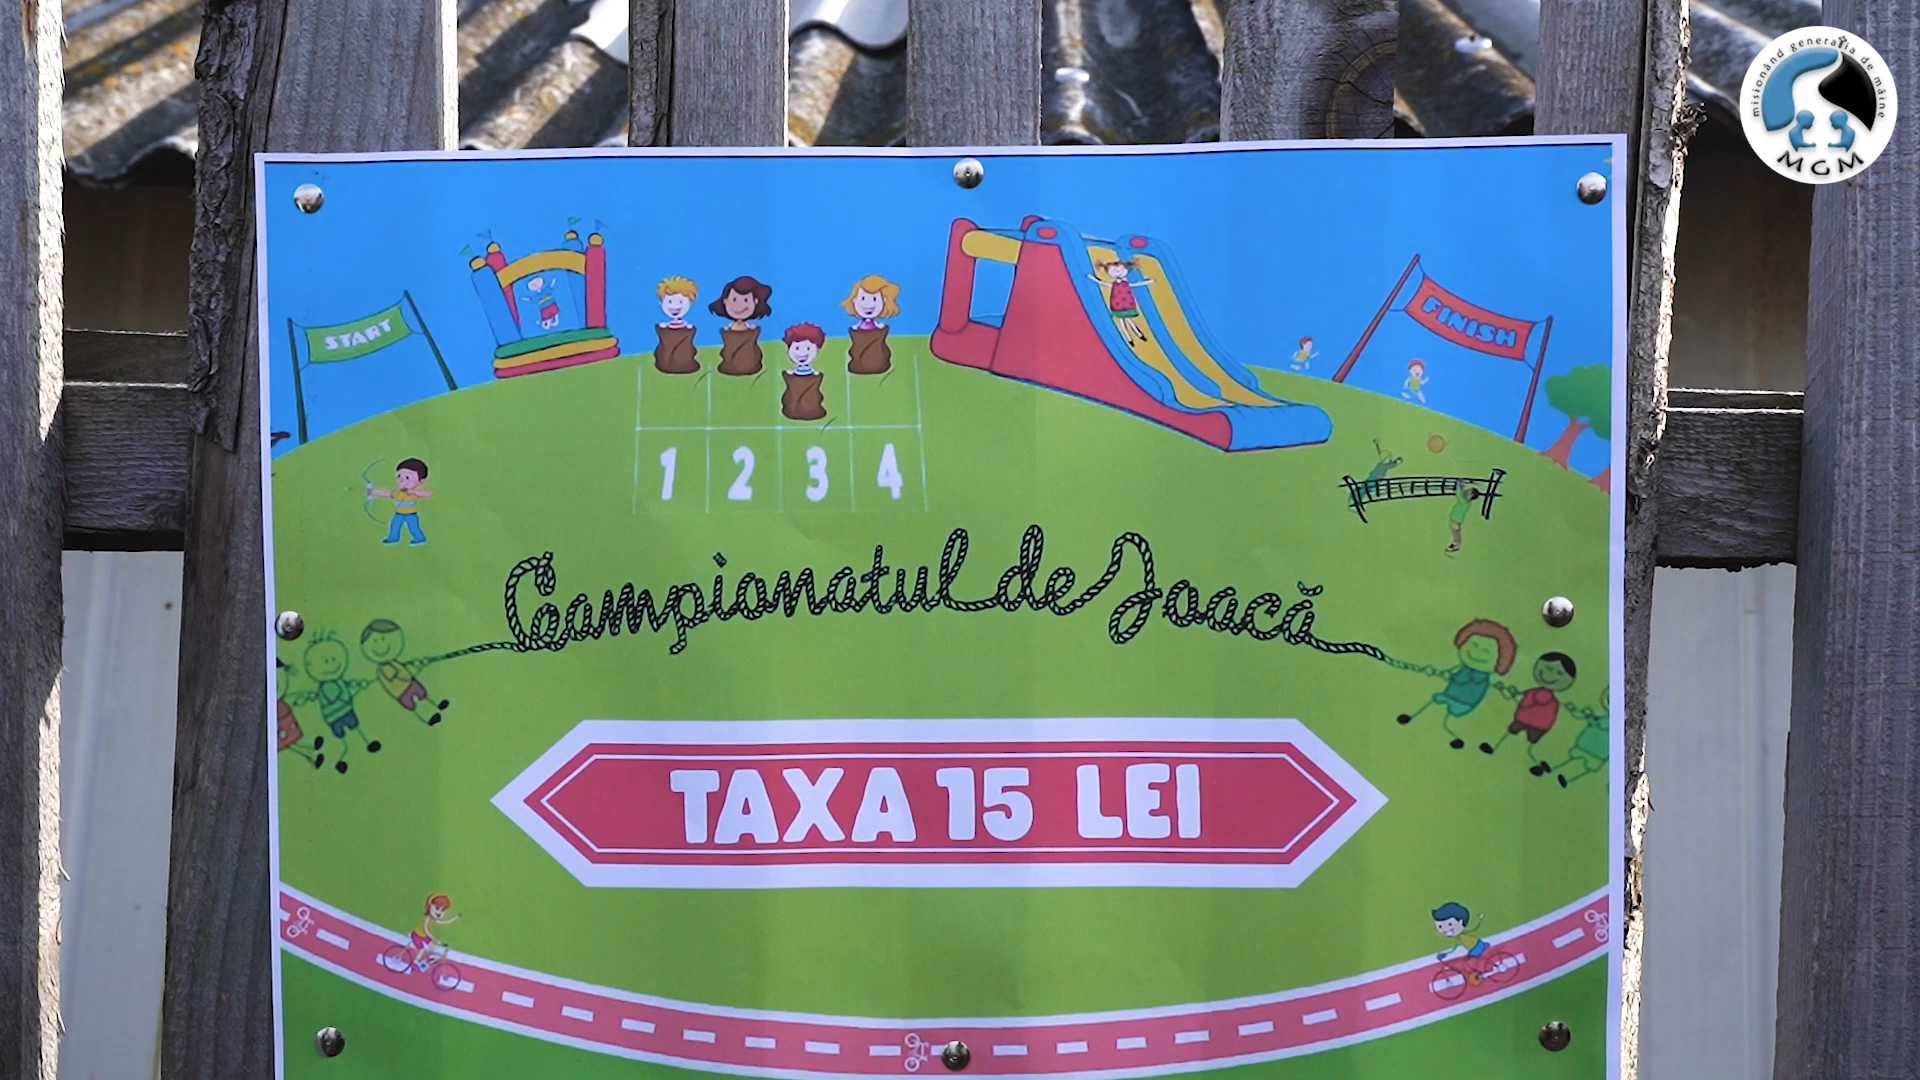 misionând generația de mâine
MGM
START
FINISH
1 2 3 4
Campionatul de Joacă
TAXA 15 LEI